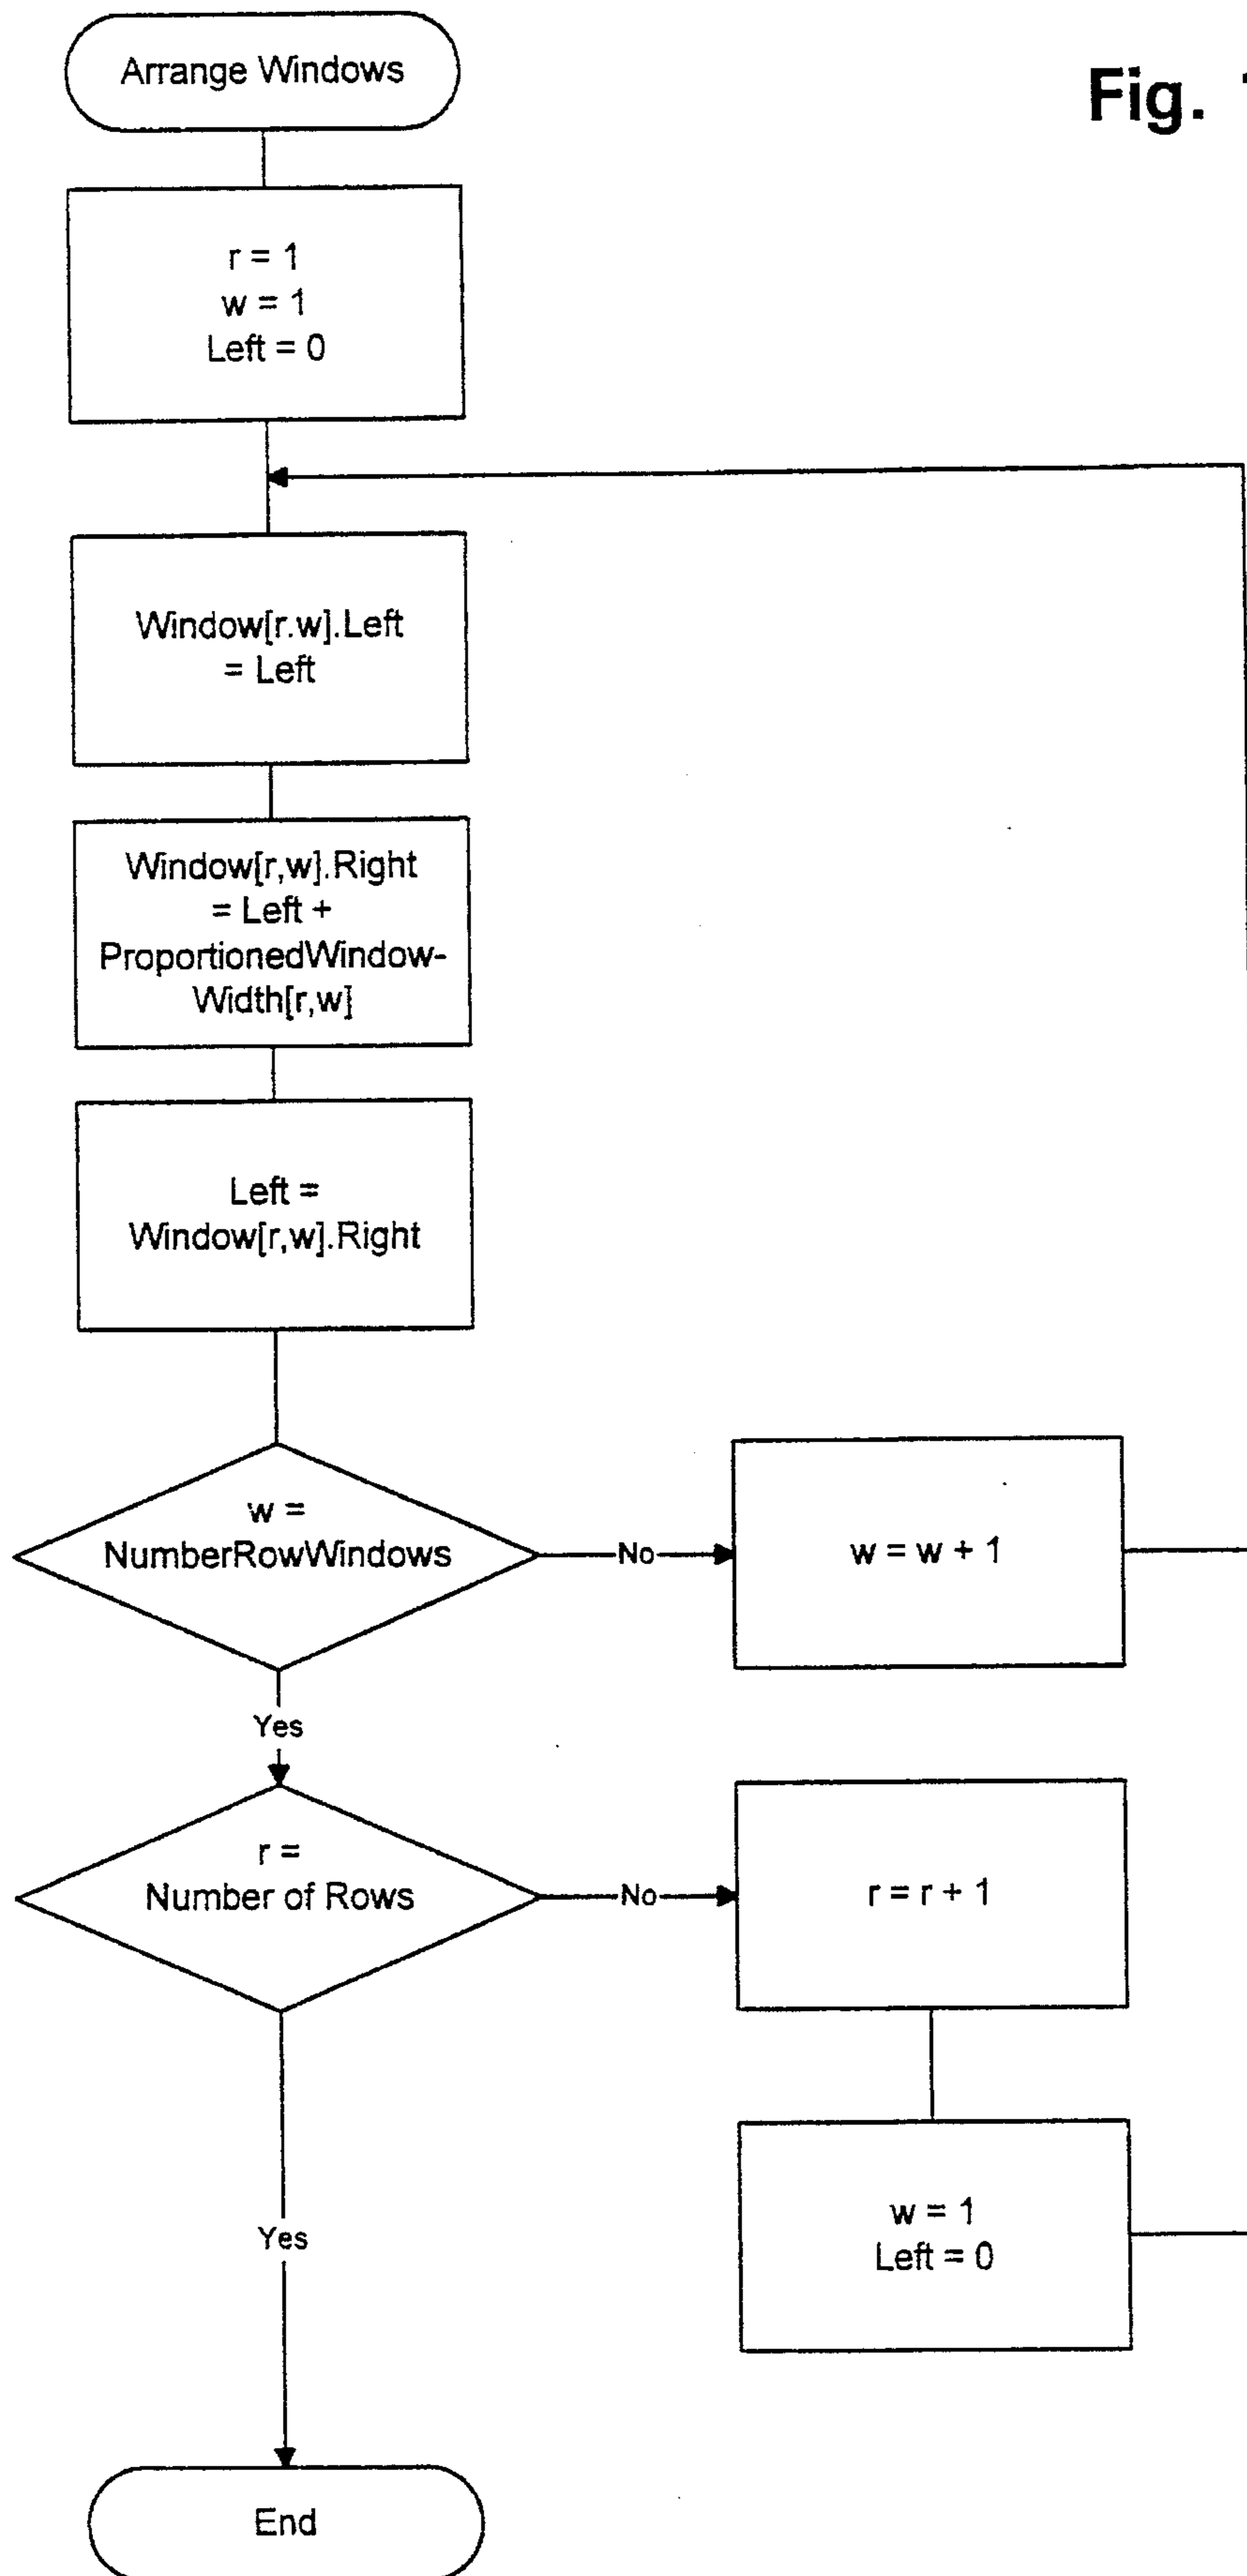 Arrange Windows
Fig.
r = 1
w = 1
Left = 0
Window[r.w].Left
= Left
Window[r,w].Right
= Left +
ProportionedWindow-
Width[r,w]
Left =
Window[r,w].Right
w =
NumberRowWindows
No
w = w + 1
Yes
r =
Number of Rows
No
r = r + 1
w = 1
Left = 0
Yes
End